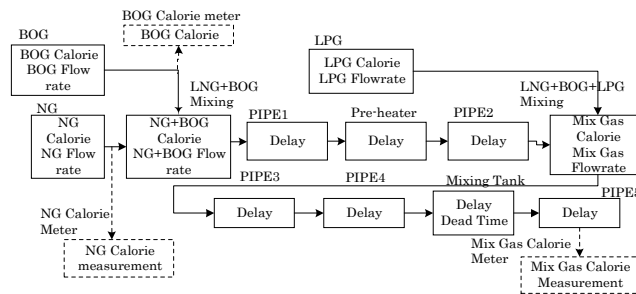 BOG Calorie meter
BOG Calorie
BOG
BOG Calorie
BOG Flow
rate
LPG
LPG Calorie
LPG Flowrate
LNG+BOG
Mixing
LNG+BOG+LPG
Mixing
NG
NG
Calorie
NG Flow
rate
NG+BOG
Calorie
NG+BOG Flow
rate
PIPE1
Delay
Pre-heater
Delay
PIPE2
Delay
Mix Gas
Calorie
Mix Gas
Flowrate
PIPE3
Delay
PIPE4
Delay
Mixing Tank
Delay
Dead Time
PIPE5
Delay
NG Calorie
Meter
NG Calorie
measurement
Mix Gas Calorie
Meter
Mix Gas Calorie
Measurement